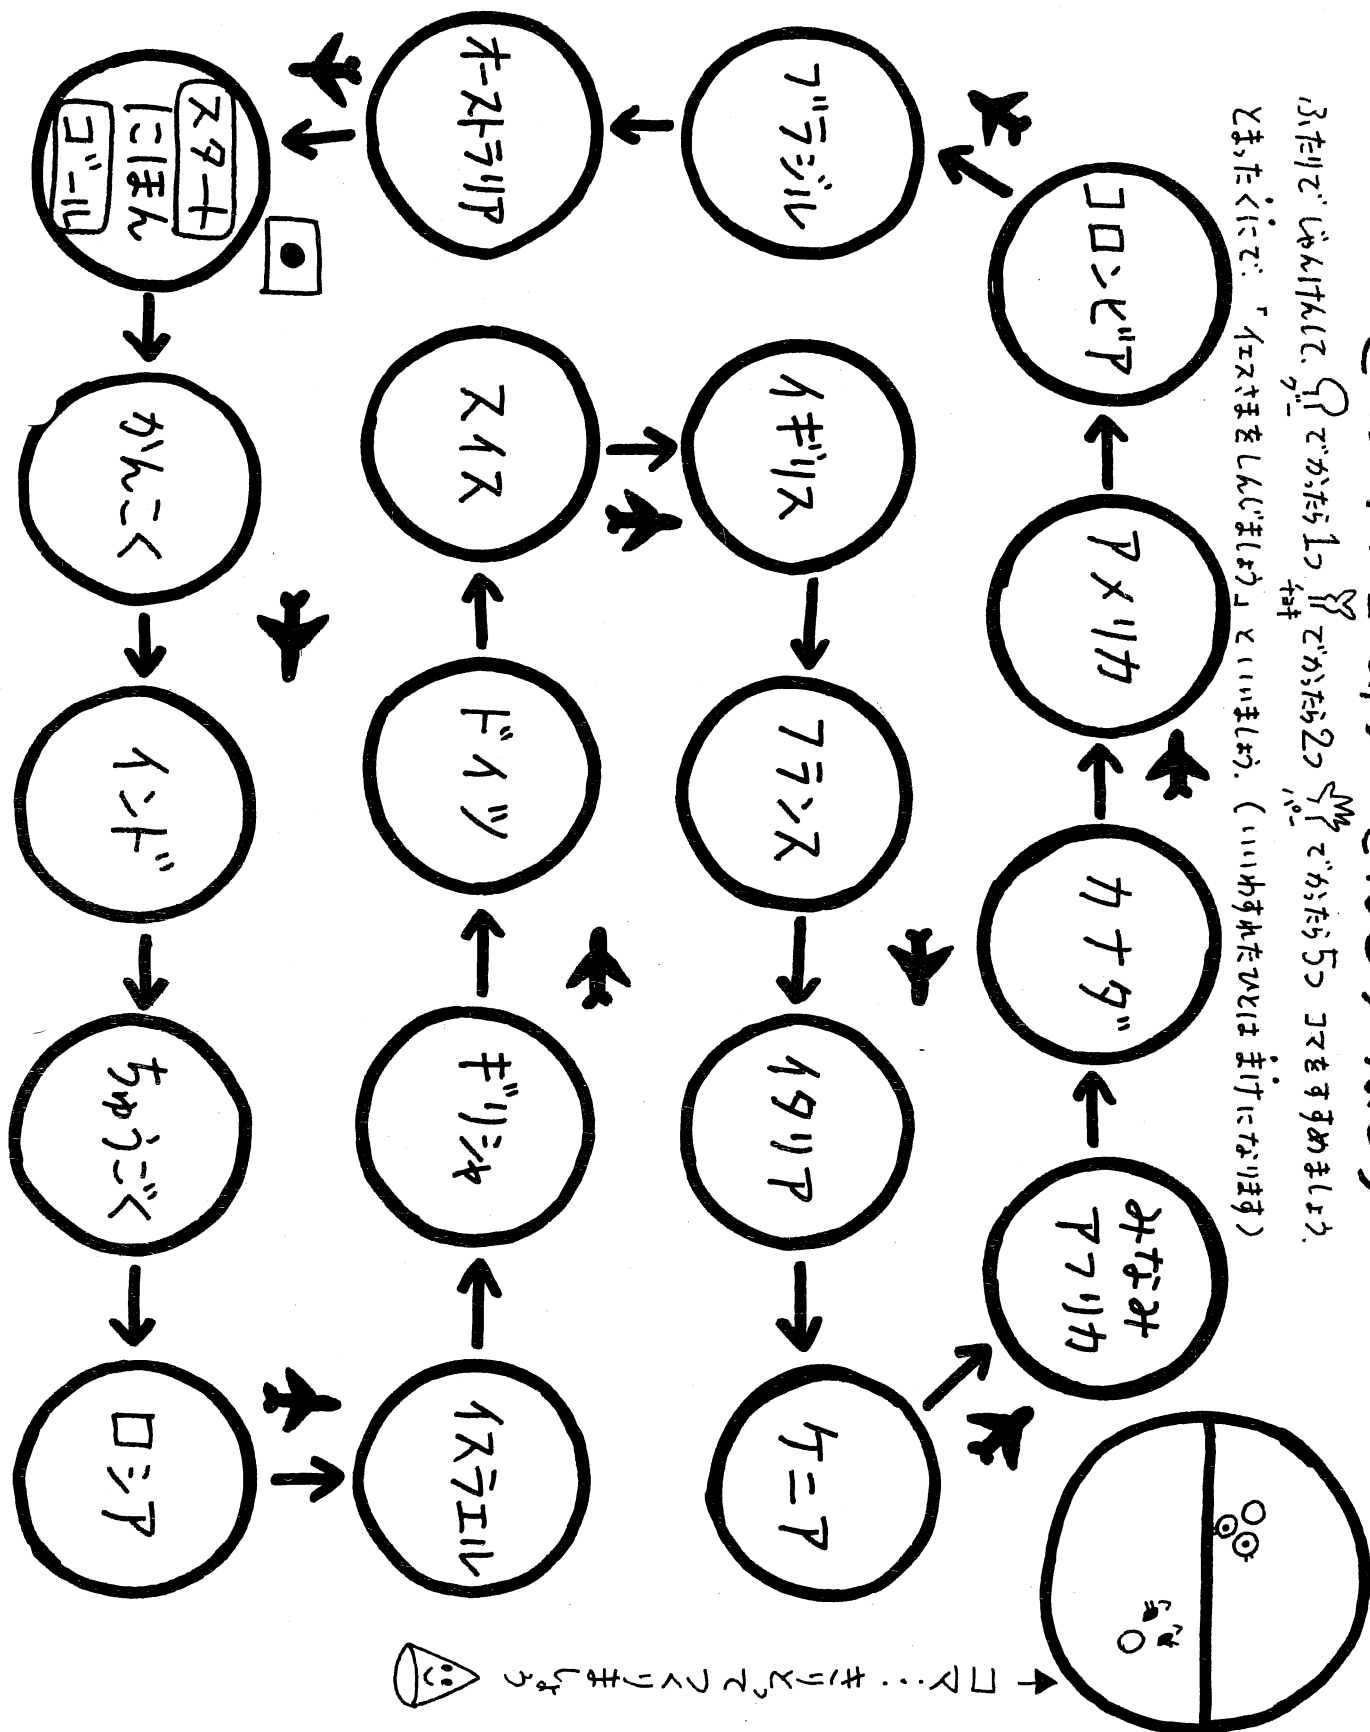 ふたりで じゃんけんして、グーでかったら1つ チョキでかったら2つ パーでかったら5つ コマをすすめましょう.
とまったくにで、「イエスさまをしんじましょう」といいましょう.(いいわすれたひとは まけになります)
コロンビア
アメリカ
カナダ
みなみ
アフリカ
ブラジル
イギリス
フランス
イタリア
ケニア
オーストラリア
スイス
ドイツ
ギリシャ
イスラエル
スタート
にほん
ゴール
かんこく
インド
ちゅうごく
ロシア
コマ…きりとってつくりましょう